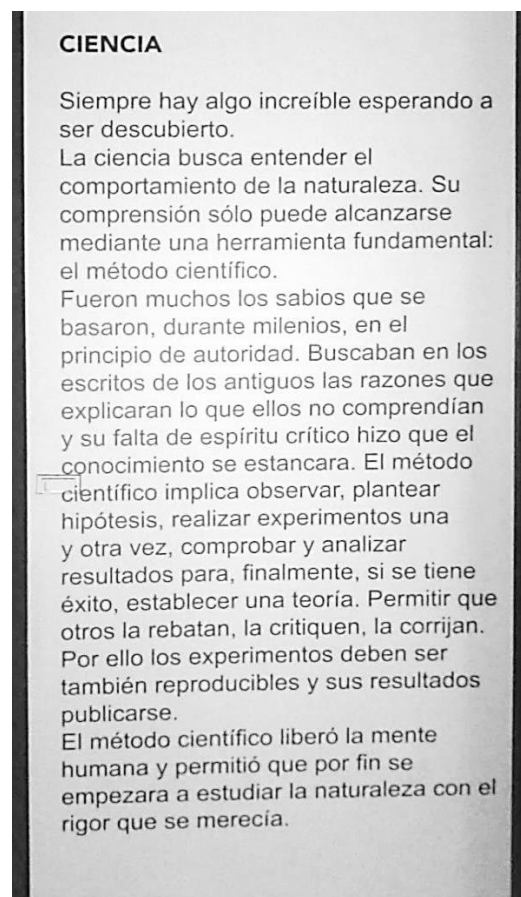 CIENCIA
Siempre hay algo increíble esperando a
ser descubierto.
La ciencia busca entender el
comportamiento de la naturaleza. Su
comprensión sólo puede alcanzarse
mediante una herramienta fundamental:
el método científico.
Fueron muchos los sabios que se
basaron, durante milenios, en el
principio de autoridad. Buscaban en los
escritos de los antiguos las razones que
explicaran lo que ellos no comprendían
y su falta de espíritu crítico hizo que el
conocimiento se estancara. El método
científico implica observar, plantear
hipótesis, realizar experimentos una
y otra vez, comprobar y analizar
resultados para, finalmente, si se tiene
éxito, establecer una teoría. Permitir que
otros la rebatan, la critiquen, la corrijan.
Por ello los experimentos deben ser
también reproducibles y sus resultados
publicarse.
El método científico liberó la mente
humana y permitió que por fin se
empezara a estudiar la naturaleza con el
rigor que se merecía.